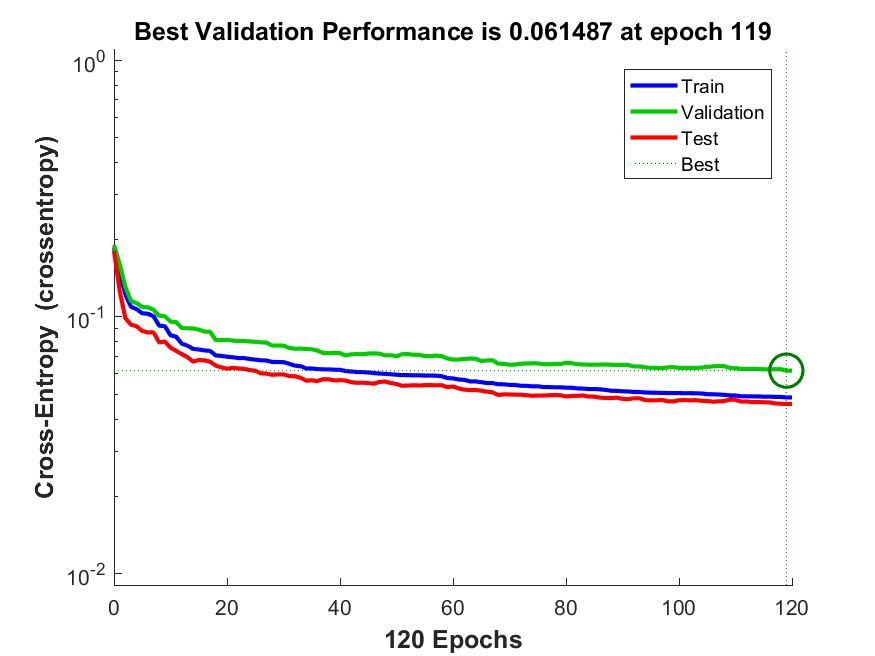 Best Validation Performance is 0.061487 at epoch 119
10^0
10^-1
10^-2
Cross-Entropy (crossentropy)
Train
Validation
Test
Best
0 20 40 60 80 100 120
120 Epochs